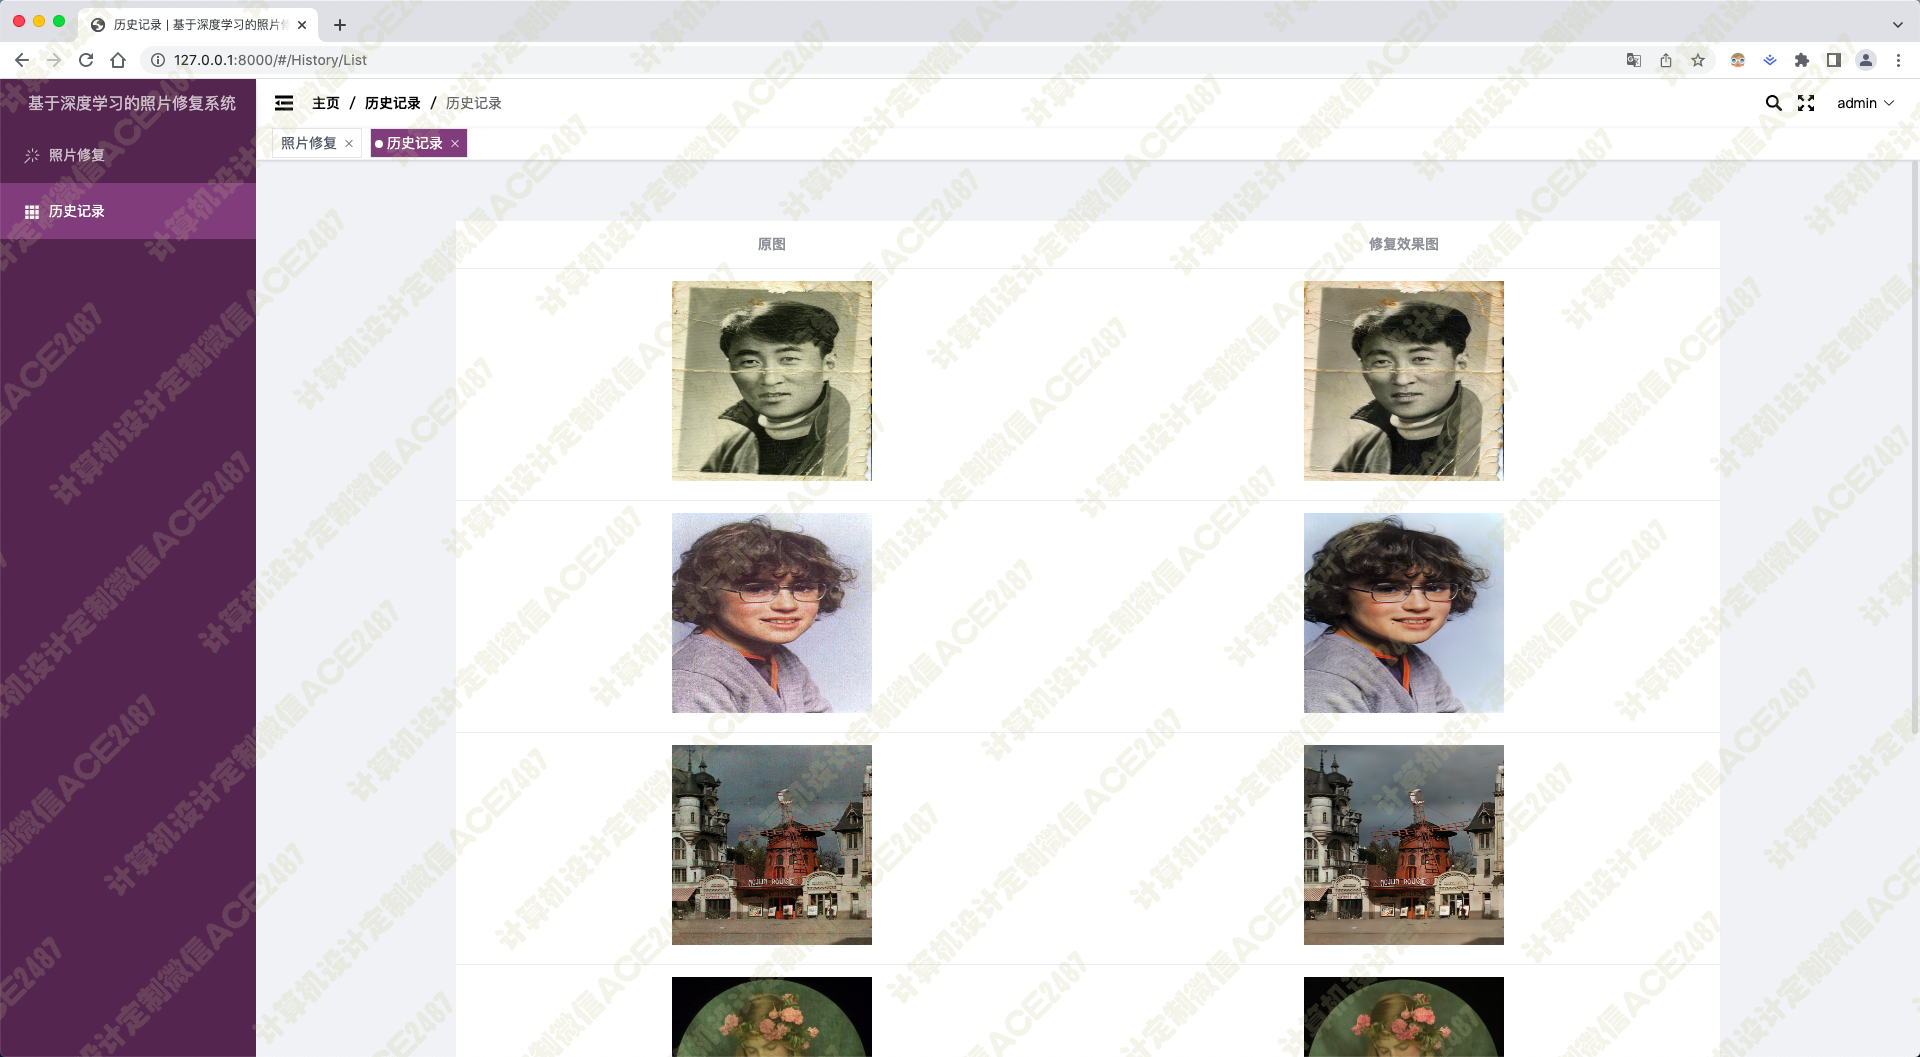 历史记录 | 基于深度学习的照片修
127.0.0.1:8000/#/History/List
基于深度学习的照片修复系统
主页 / 历史记录 / 历史记录
admin
照片修复
历史记录
照片修复
历史记录
原图
修复效果图
MOULIN ROUGE
MOULIN ROUGE
计算机设计定制微信ACE2487